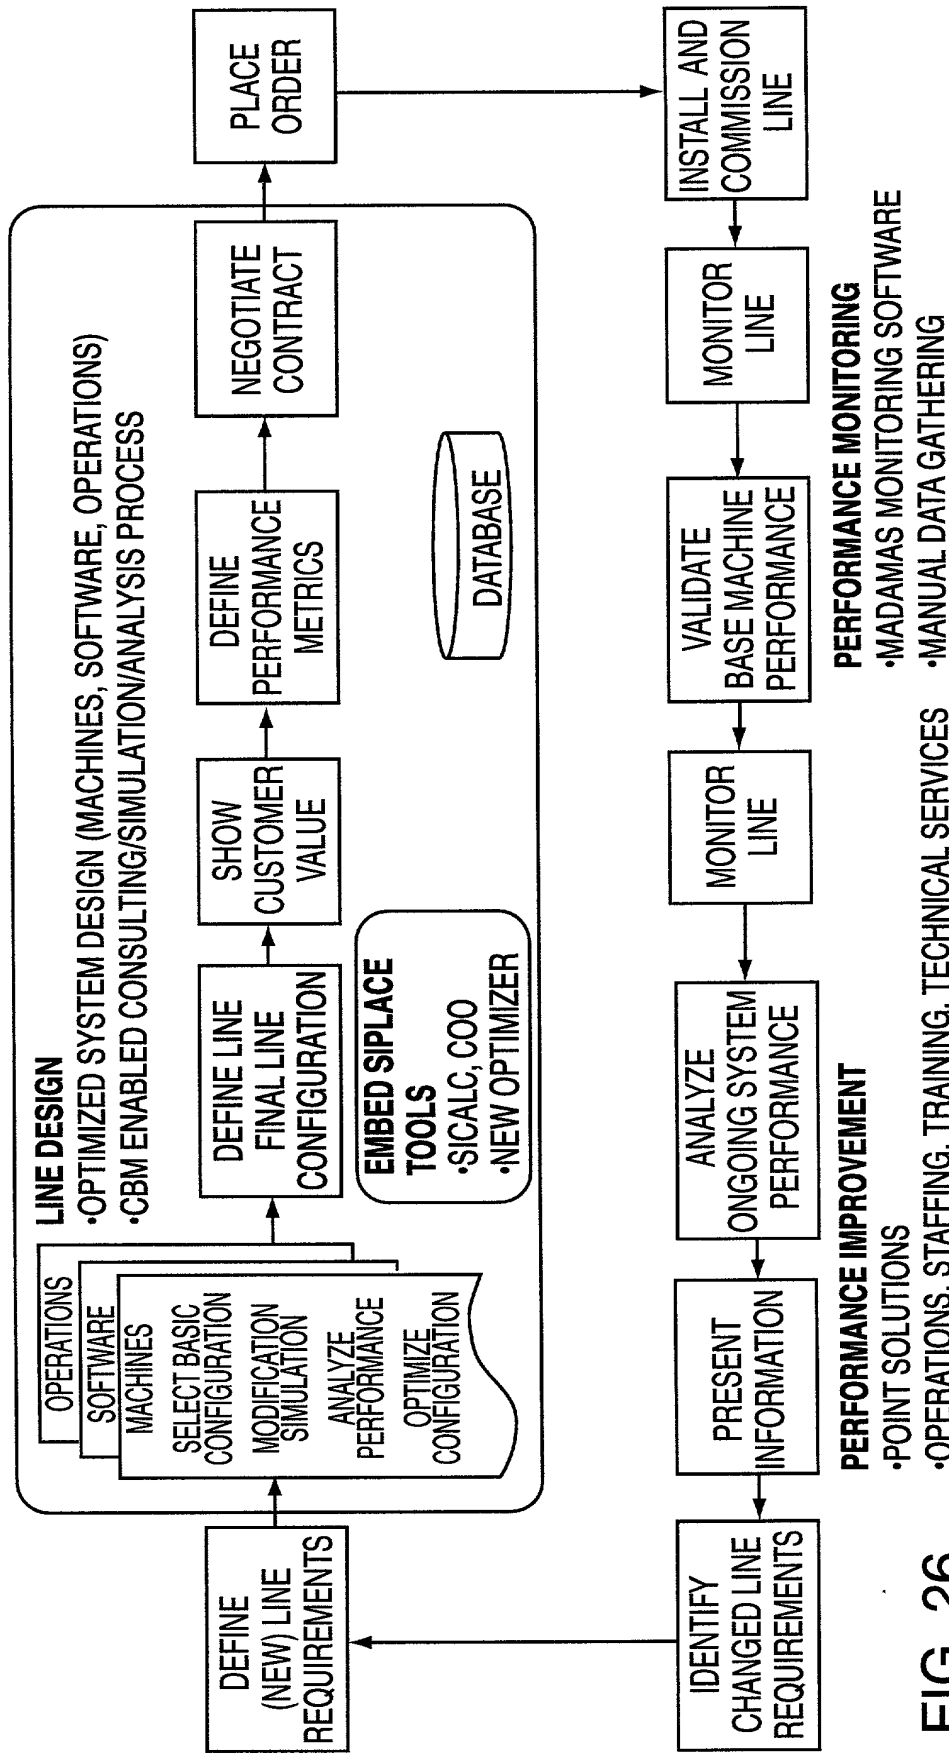 LINE DESIGN
•OPTIMIZED SYSTEM DESIGN (MACHINES, SOFTWARE, OPERATIONS)
•CBM ENABLED CONSULTING/SIMULATION/ANALYSIS PROCESS
OPERATIONS
SOFTWARE
MACHINES
SELECT BASIC
CONFIGURATION
MODIFICATION
SIMULATION
ANALYZE
PERFORMANCE
OPTIMIZE
CONFIGURATION
DEFINE
(NEW) LINE
REQUIREMENTS
DEFINE LINE
FINAL LINE
CONFIGURATION
SHOW
CUSTOMER
VALUE
DEFINE
PERFORMANCE
METRICS
NEGOTIATE
CONTRACT
PLACE
ORDER
EMBED SIPLACE
TOOLS
•SICALC, COO
•NEW OPTIMIZER
DATABASE
IDENTIFY
CHANGED LINE
REQUIREMENTS
PRESENT
INFORMATION
ANALYZE
ONGOING SYSTEM
PERFORMANCE
MONITOR
LINE
VALIDATE
BASE MACHINE
PERFORMANCE
MONITOR
LINE
INSTALL AND
COMMISSION
LINE
PERFORMANCE IMPROVEMENT
•POINT SOLUTIONS
•OPERATIONS, STAFFING, TRAINING, TECHNICAL SERVICES
PERFORMANCE MONITORING
•MADAMAS MONITORING SOFTWARE
•MANUAL DATA GATHERING
FIG. 26